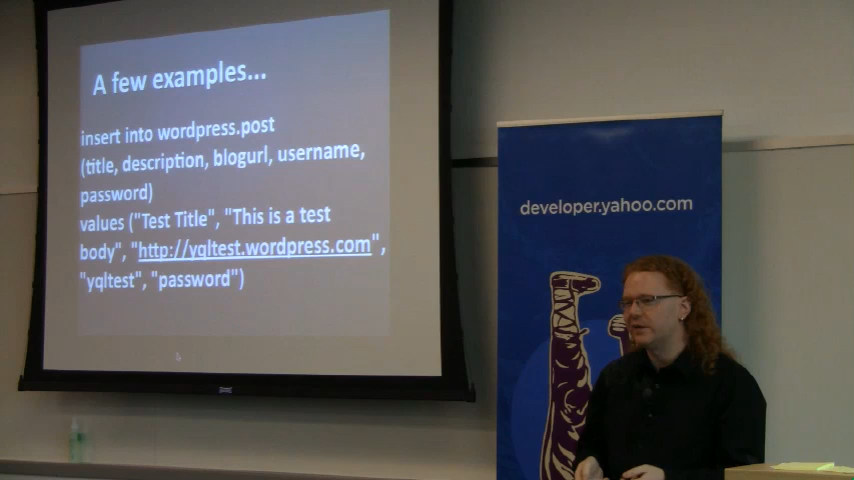 A few examples...
insert into wordpress.post
(title, description, blogurl, username,
password)
values ("Test Title", "This is a test
body", "http://yqltest.wordpress.com",
"yqltest", "password")
developer.yahoo.com